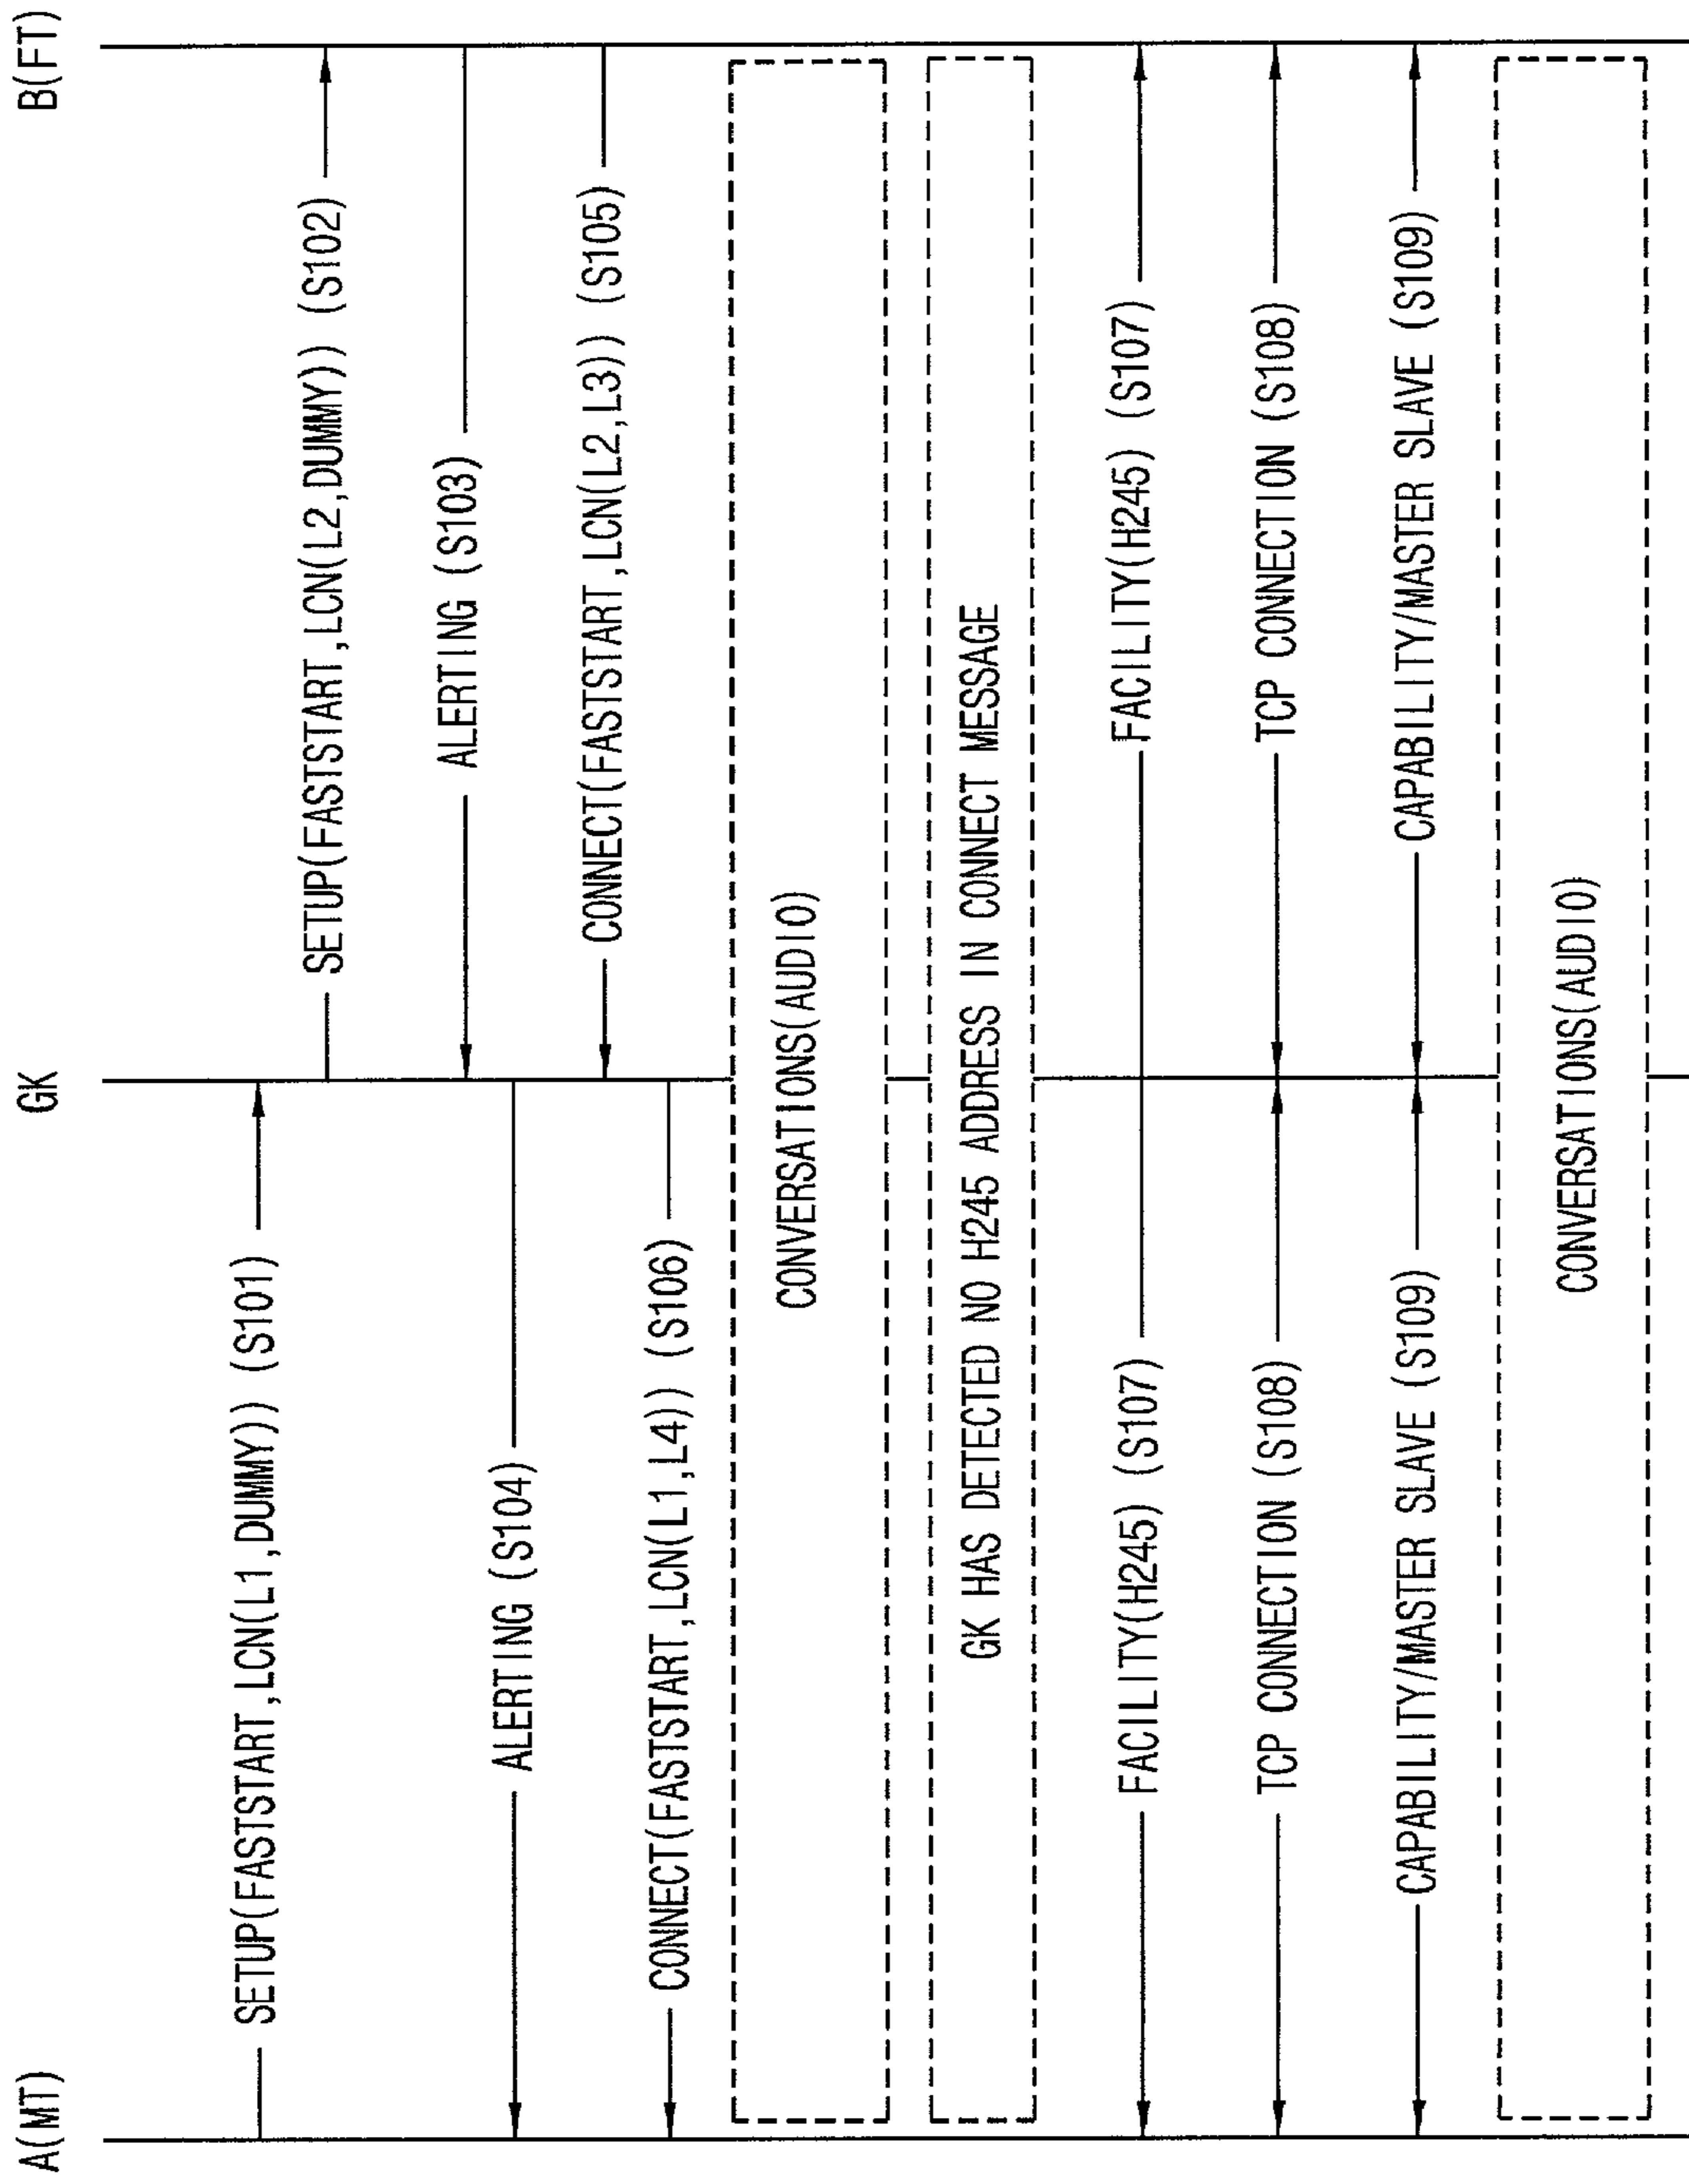 A(MT)
GK
B(FT)
SETUP(FASTSTART,LCN(L1,DUMMY)) (S101)
SETUP(FASTSTART,LCN(L2,DUMMY)) (S102)
ALERTING (S103)
ALERTING (S104)
CONNECT(FASTSTART,LCN(L2,L3)) (S105)
CONNECT(FASTSTART,LCN(L1,L4)) (S106)
CONVERSATIONS(AUDIO)
GK HAS DETECTED NO H245 ADDRESS IN CONNECT MESSAGE
FACILITY(H245) (S107)
FACILITY(H245) (S107)
TCP CONNECTION (S108)
TCP CONNECTION (S108)
CAPABILITY/MASTER SLAVE (S109)
CAPABILITY/MASTER SLAVE (S109)
CONVERSATIONS(AUDIO)